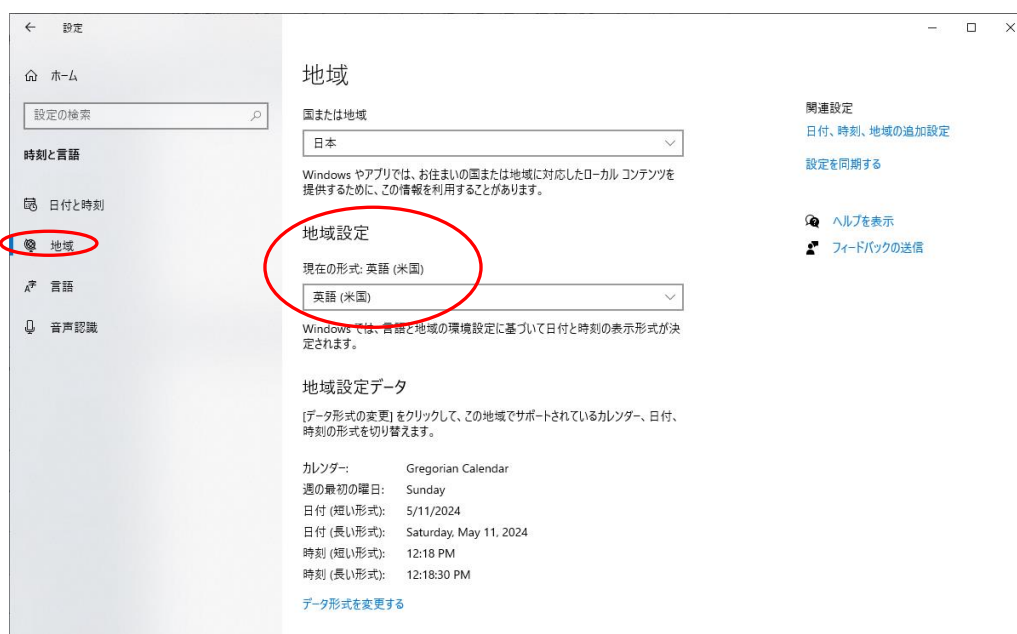 設定
ホーム
設定の検索
時刻と言語
日付と時刻
地域
言語
音声認識
地域
国または地域
日本
Windows やアプリでは、お住まいの国または地域に対応したローカル コンテンツを
提供するために、この情報を利用することがあります。
地域設定
現在の形式: 英語 (米国)
英語 (米国)
Windows では、言語と地域の環境設定に基づいて日付と時刻の表示形式が決
定されます。
地域設定データ
[データ形式の変更] をクリックして、この地域でサポートされているカレンダー、日付、
時刻の形式を切り替えます。
カレンダー: Gregorian Calendar
週の最初の曜日: Sunday
日付 (短い形式): 5/11/2024
日付 (長い形式): Saturday, May 11, 2024
時刻 (短い形式): 12:18 PM
時刻 (長い形式): 12:18:30 PM
データ形式を変更する
関連設定
日付、時刻、地域の追加設定
設定を同期する
ヘルプを表示
フィードバックの送信